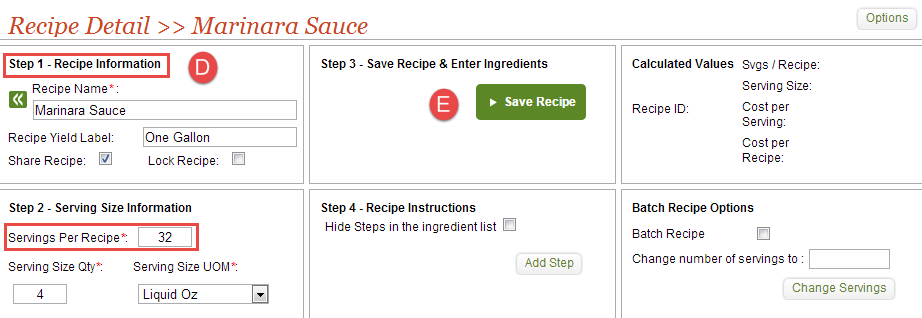 Recipe Detail >> Marinara Sauce
Options
Step 1 - Recipe Information
D
Recipe Name*:
Marinara Sauce
Recipe Yield Label: One Gallon
Share Recipe: Lock Recipe:
Step 3 - Save Recipe & Enter Ingredients
E
Save Recipe
Calculated Values
Svgs / Recipe:
Serving Size:
Recipe ID:
Cost per
Serving:
Cost per
Recipe:
Step 2 - Serving Size Information
Servings Per Recipe*: 32
Serving Size Qty*: Serving Size UOM*:
4 Liquid Oz
Step 4 - Recipe Instructions
Hide Steps in the ingredient list
Add Step
Batch Recipe Options
Batch Recipe
Change number of servings to :
Change Servings